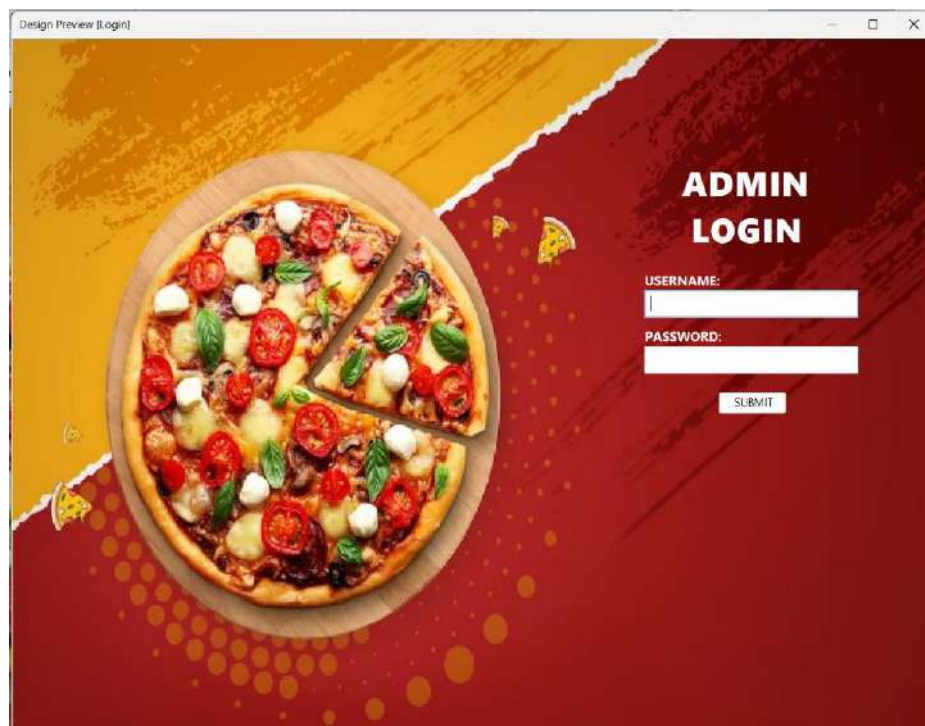 Design Preview [Login]
ADMIN
LOGIN
USERNAME:
PASSWORD:
SUBMIT